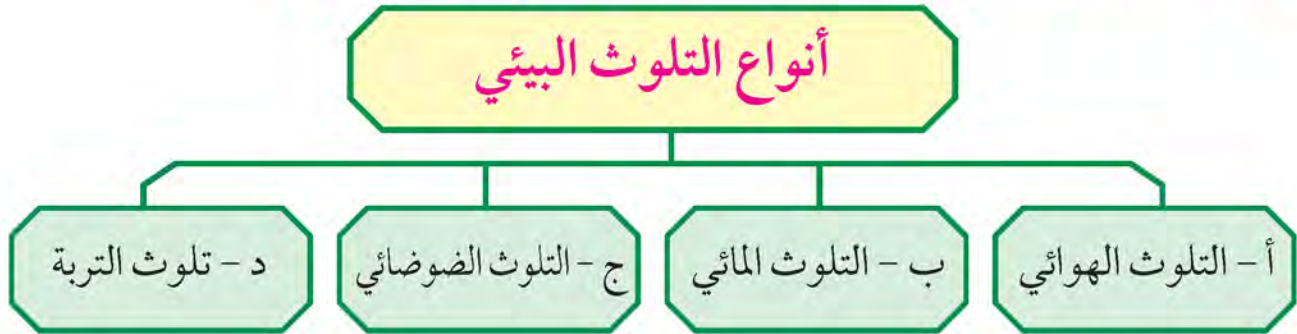 أنواع التلوث البيئي
أ – التلوث الهوائي
ب – التلوث المائي
ج – التلوث الضوضائي
د – تلوث التربة